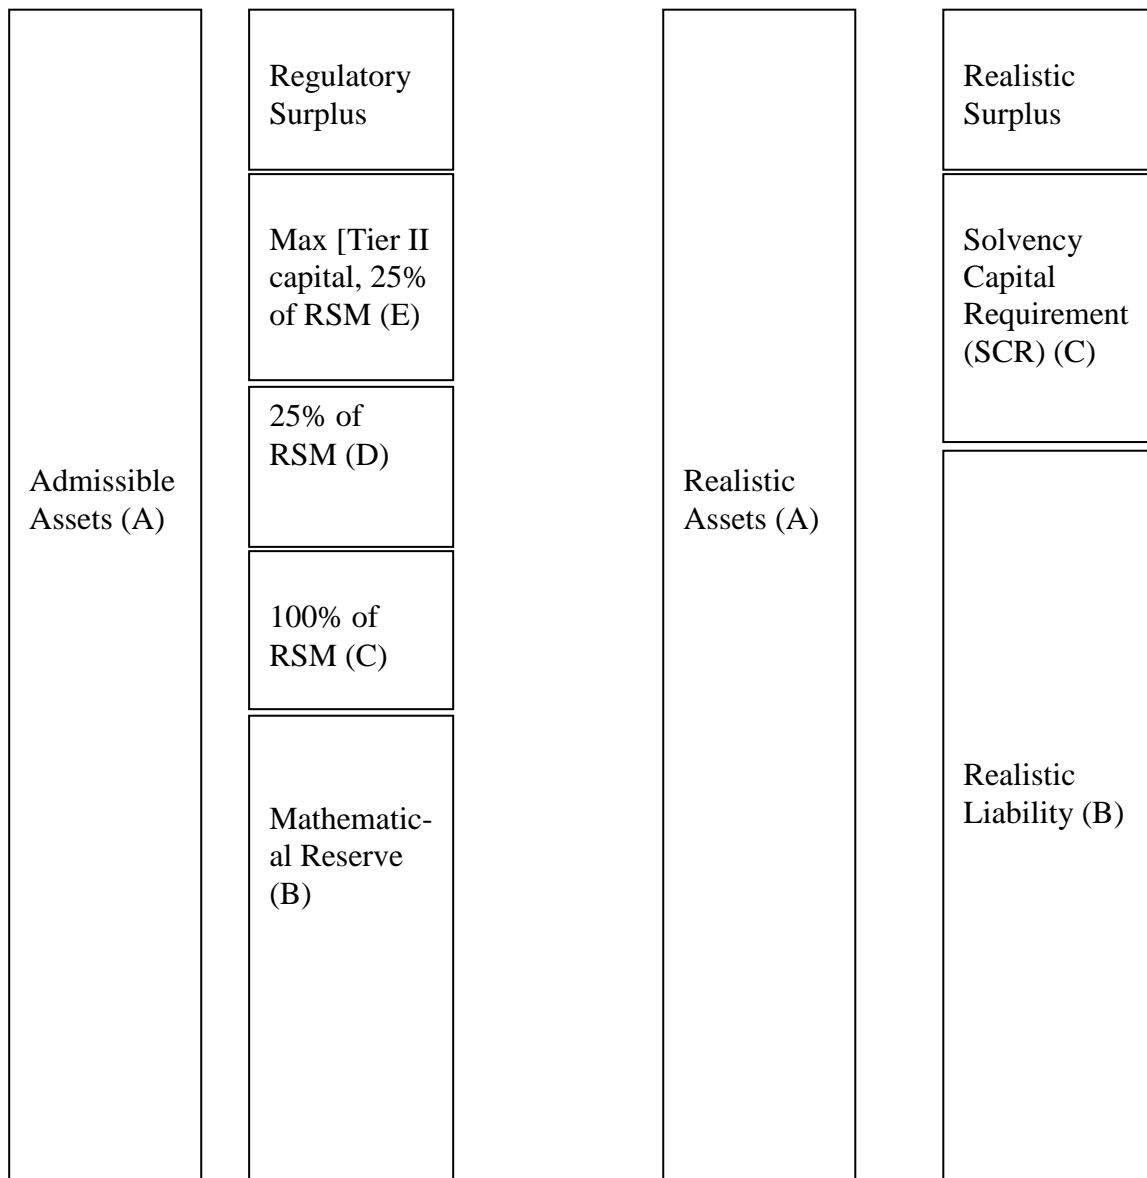 Admissible
Assets (A)
Regulatory
Surplus
Max [Tier II
capital, 25%
of RSM (E)
25% of
RSM (D)
100% of
RSM (C)
Mathematic-
al Reserve
(B)
Realistic
Assets (A)
Realistic
Surplus
Solvency
Capital
Requirement
(SCR) (C)
Realistic
Liability (B)